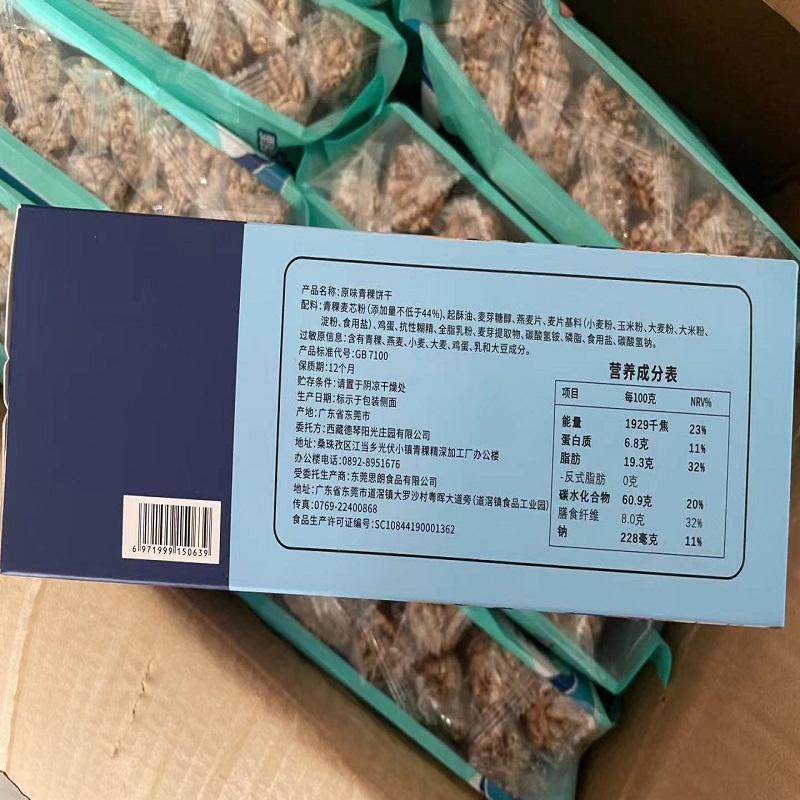 产品名称:原味青稞饼干
配料:青稞麦芯粉(添加量不低于44%)、起酥油、麦芽糖醇、燕麦片、麦片基料(小麦粉、玉米粉、大麦粉、大米粉、
淀粉、食用盐)、鸡蛋、抗性糊精、全脂乳粉、麦芽提取物、碳酸氢铵、磷脂、食用盐、碳酸氢钠。
过敏原信息:含有青稞、燕麦、小麦、大麦、鸡蛋、乳和大豆成分。
产品标准代号:GB 7100
保质期:12个月
贮存条件:请置于阴凉干燥处
生产日期:标示于包装侧面
产地:广东省东莞市
委托方:西藏德琴阳光庄园有限公司
地址:桑珠孜区江当乡光伏小镇青稞精深加工厂办公楼
办公楼电话:0892-8951676
受委托生产商:东莞思朗食品有限公司
地址:广东省东莞市道滘镇大罗沙村粤晖大道旁(道滘镇食品工业园)
传真:0769-22400868
食品生产许可证编号:SC10844190001362
营养成分表
项目 每100克 NRV%
能量 1929千焦 23%
蛋白质 6.8克 11%
脂肪 19.3克 32%
-反式脂肪 0克
碳水化合物 60.9克 20%
膳食纤维 8.0克 32%
钠 228毫克 11%
6 971999 150639